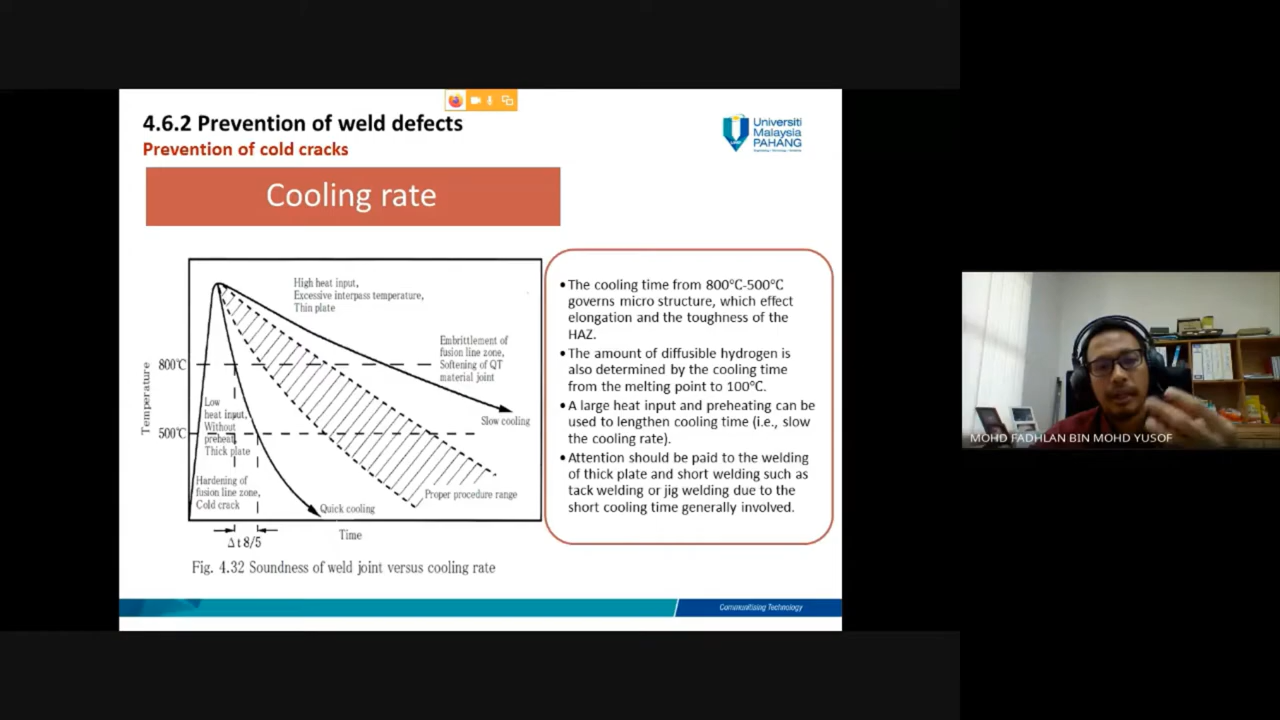 4.6.2 Prevention of weld defects
Prevention of cold cracks
Universiti
Malaysia
PAHANG
Cooling rate
High heat input,
Excessive interpass temperature,
Thin plate
Embrittlement of
fusion line zone,
Softening of QT
material joint
Temperature
800℃
500℃
Low
heat input,
Without
preheat,
Thick plate
Slow cooling
Hardening of
fusion line zone,
Cold crack
Proper procedure range
Quick cooling
Time
Δt 8/5
Fig. 4.32 Soundness of weld joint versus cooling rate
•The cooling time from 800℃-500℃
governs micro structure, which effect
elongation and the toughness of the
HAZ.
•The amount of diffusible hydrogen is
also determined by the cooling time
from the melting point to 100℃.
•A large heat input and preheating can be
used to lengthen cooling time (i.e., slow
the cooling rate).
•Attention should be paid to the welding
of thick plate and short welding such as
tack welding or jig welding due to the
short cooling time generally involved.
Communitising Technology
MOHD FADHLAN BIN MOHD YUSOF